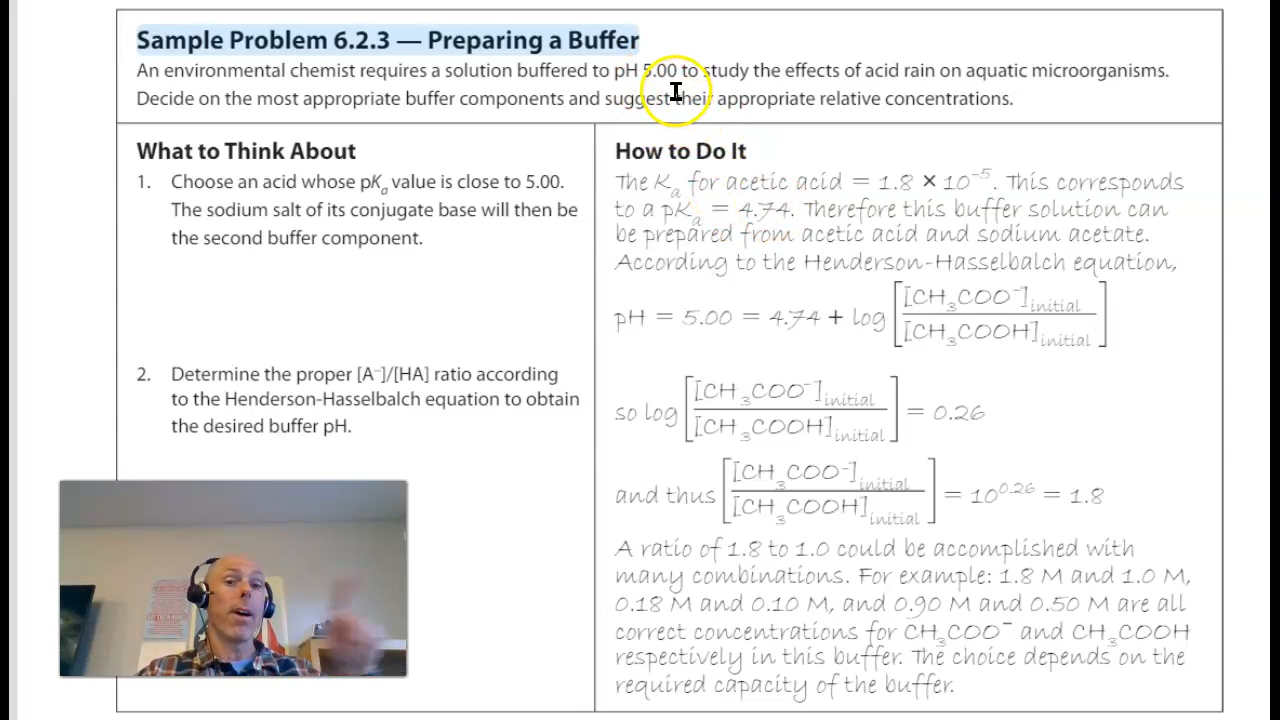 Sample Problem 6.2.3 — Preparing a Buffer
An environmental chemist requires a solution buffered to pH 5.00 to study the effects of acid rain on aquatic microorganisms.
Decide on the most appropriate buffer components and suggest their appropriate relative concentrations.
What to Think About
1. Choose an acid whose pKₐ value is close to 5.00.
The sodium salt of its conjugate base will then be
the second buffer component.
2. Determine the proper [A⁻]/[HA] ratio according
to the Henderson-Hasselbalch equation to obtain
the desired buffer pH.
How to Do It
The Kₐ for acetic acid = 1.8 × 10⁻⁵. This corresponds
to a pKₐ = 4.74. Therefore this buffer solution can
be prepared from acetic acid and sodium acetate.
According to the Henderson-Hasselbalch equation,
pH = 5.00 = 4.74 + log [[CH₃COO⁻]initial / [CH₃COOH]initial]
so log [[CH₃COO⁻]initial / [CH₃COOH]initial] = 0.26
and thus [[CH₃COO⁻]initial / [CH₃COOH]initial] = 10^0.26 = 1.8
A ratio of 1.8 to 1.0 could be accomplished with
many combinations. For example: 1.8 M and 1.0 M,
0.18 M and 0.10 M, and 0.90 M and 0.50 M are all
correct concentrations for CH₃COO⁻ and CH₃COOH
respectively in this buffer. The choice depends on the
required capacity of the buffer.